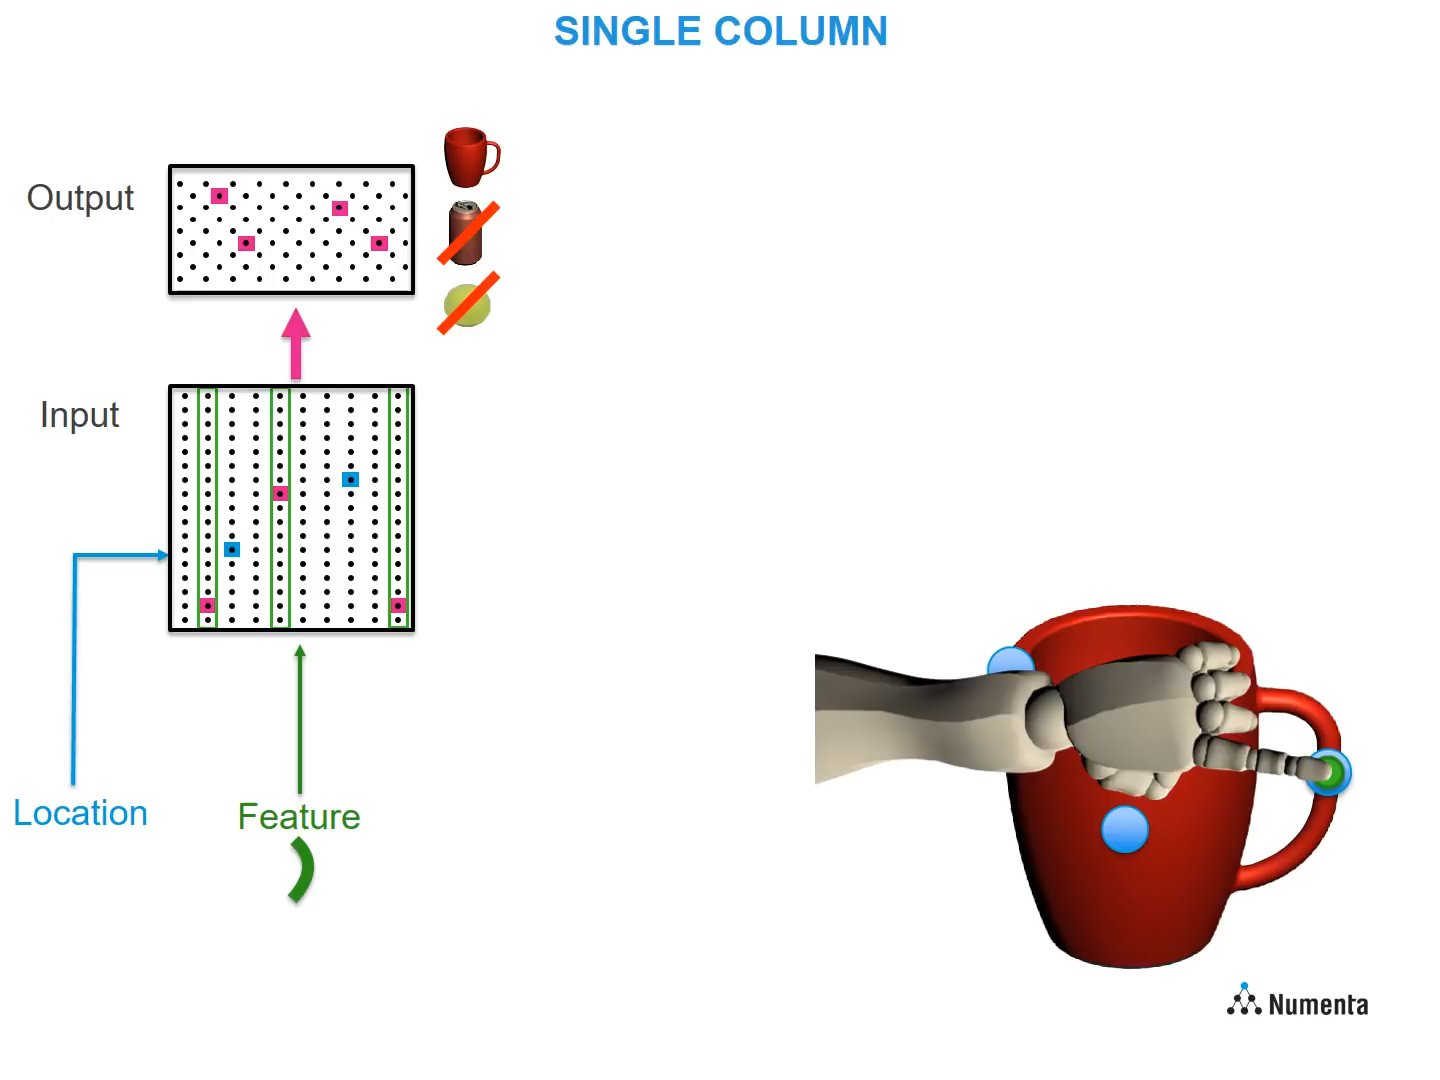 SINGLE COLUMN
Output
Input
Location
Feature
Numenta